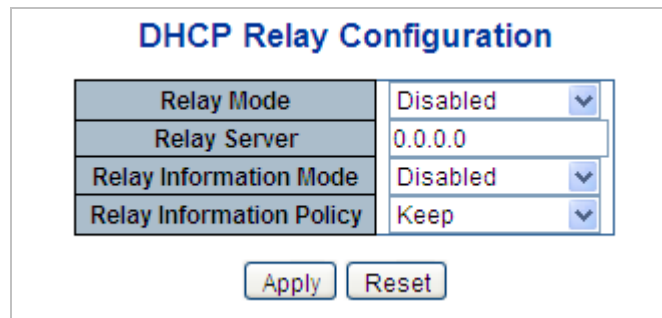 DHCP Relay Configuration
Relay Mode Disabled
Relay Server 0.0.0.0
Relay Information Mode Disabled
Relay Information Policy Keep
Apply Reset